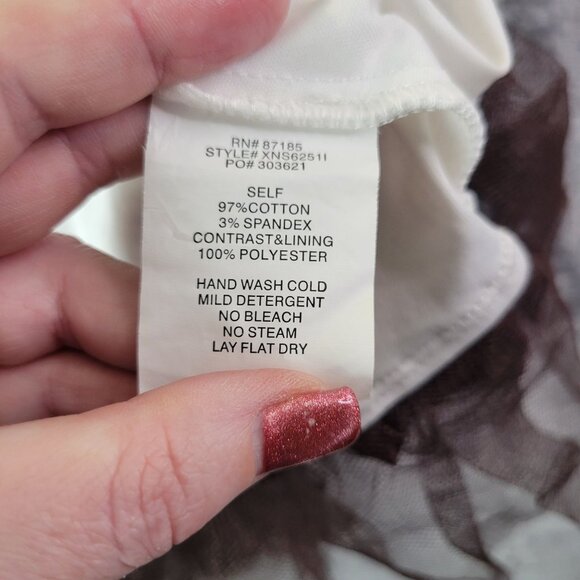 RN# 87185
STYLE# XNS6251I
PO# 303621
SELF
97%COTTON
3% SPANDEX
CONTRAST&LINING
100% POLYESTER
HAND WASH COLD
MILD DETERGENT
NO BLEACH
NO STEAM
LAY FLAT DRY